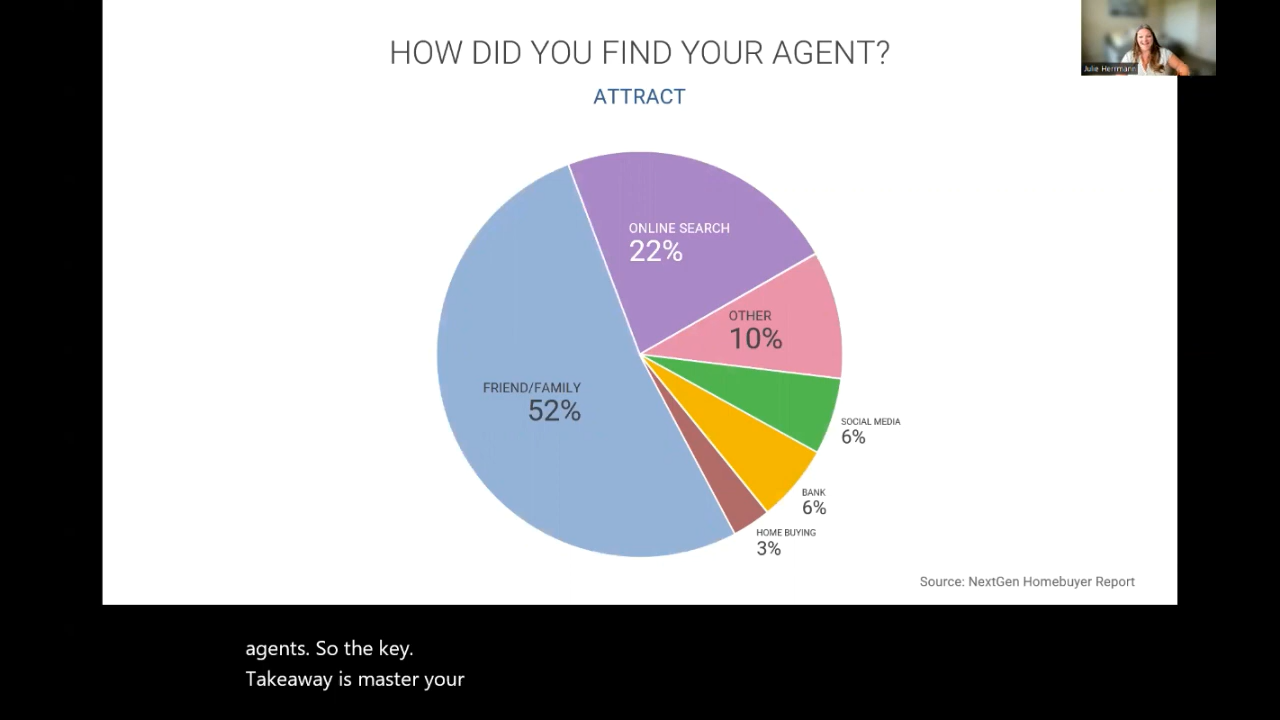 HOW DID YOU FIND YOUR AGENT?
ATTRACT
Julie Herrmann
ONLINE SEARCH
22%
OTHER
10%
FRIEND/FAMILY
52%
SOCIAL MEDIA
6%
BANK
6%
HOME BUYING
3%
Source: NextGen Homebuyer Report
agents. So the key.
Takeaway is master your